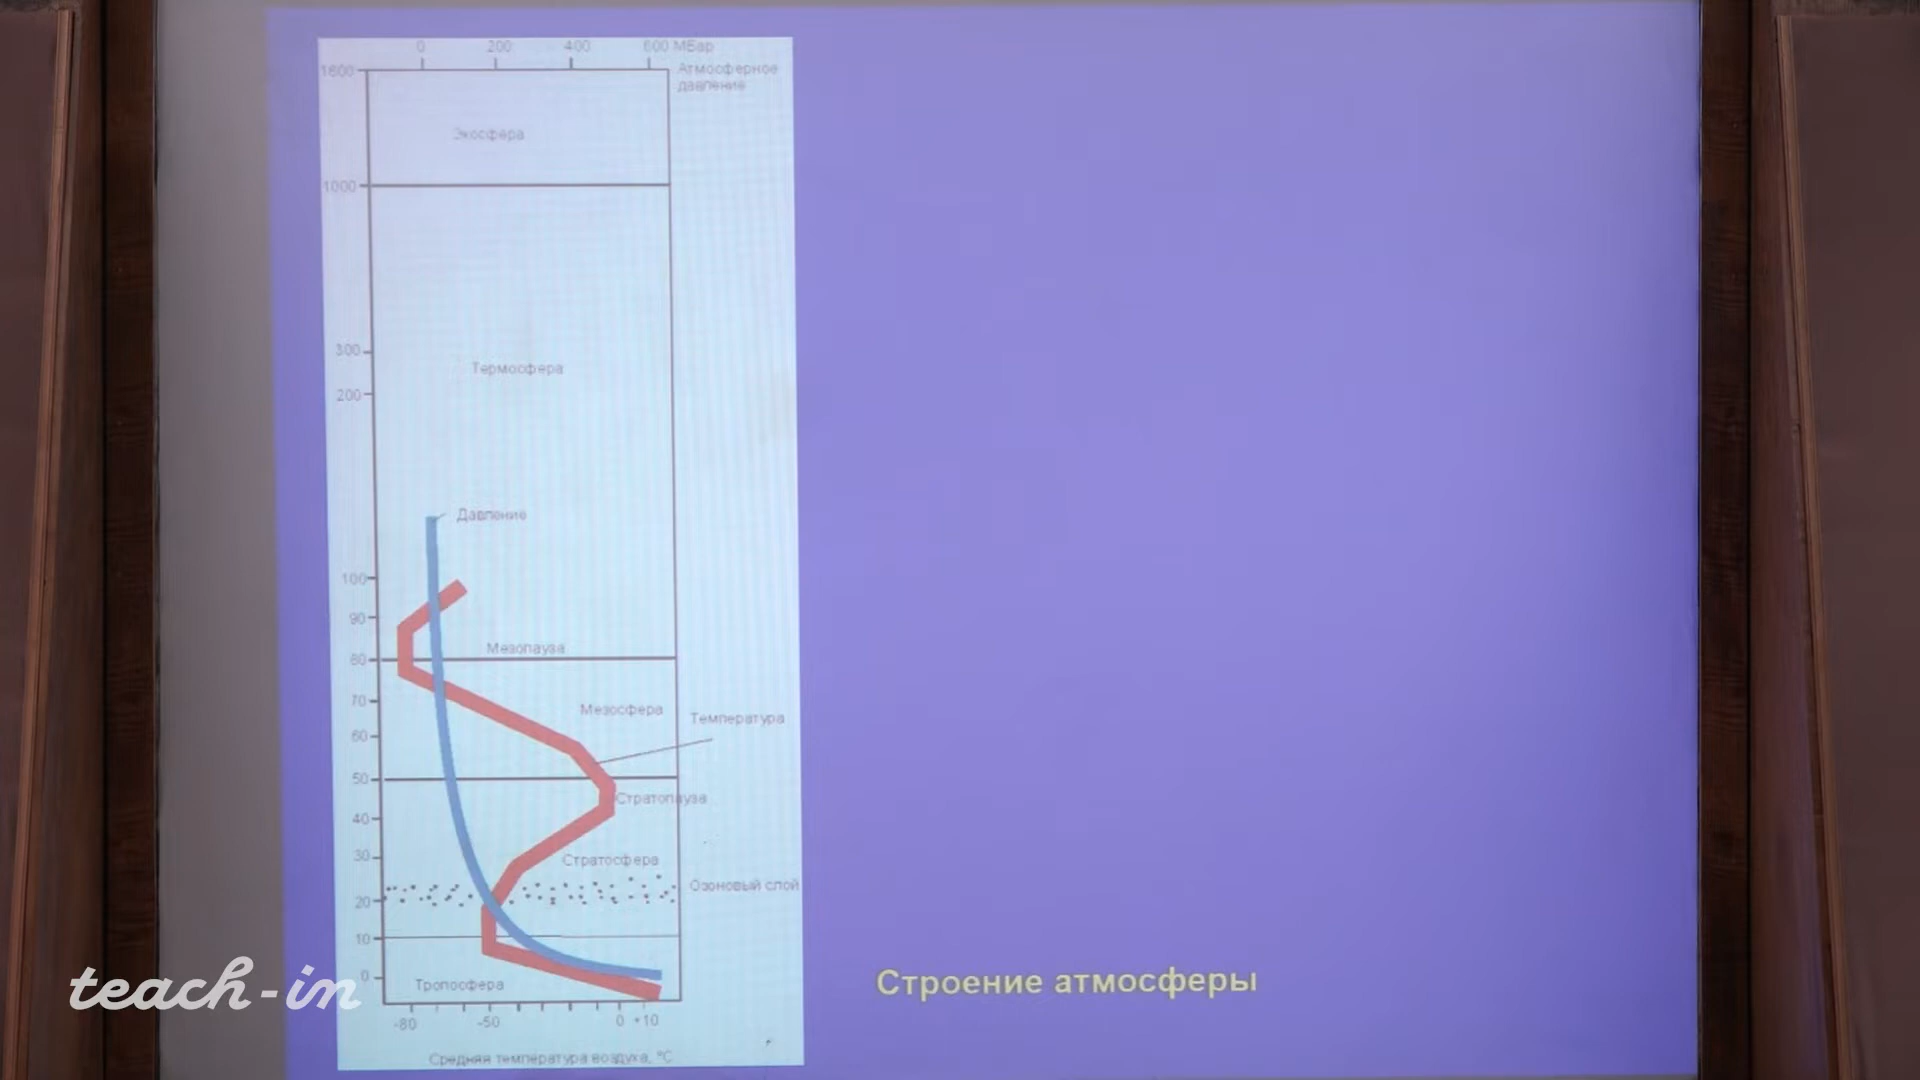 0 200 400 600 МБар
Атмосферное
давление
1600
Экосфера
1000
300
Термосфера
200
Давление
100
90
Мезопауза
80
70
Мезосфера
Температура
60
50
Стратопауза
40
30
Стратосфера
Озоновый слой
20
10
0
Тропосфера
-80 -50 0 +10
Средняя температура воздуха, °C
Строение атмосферы
teach-in